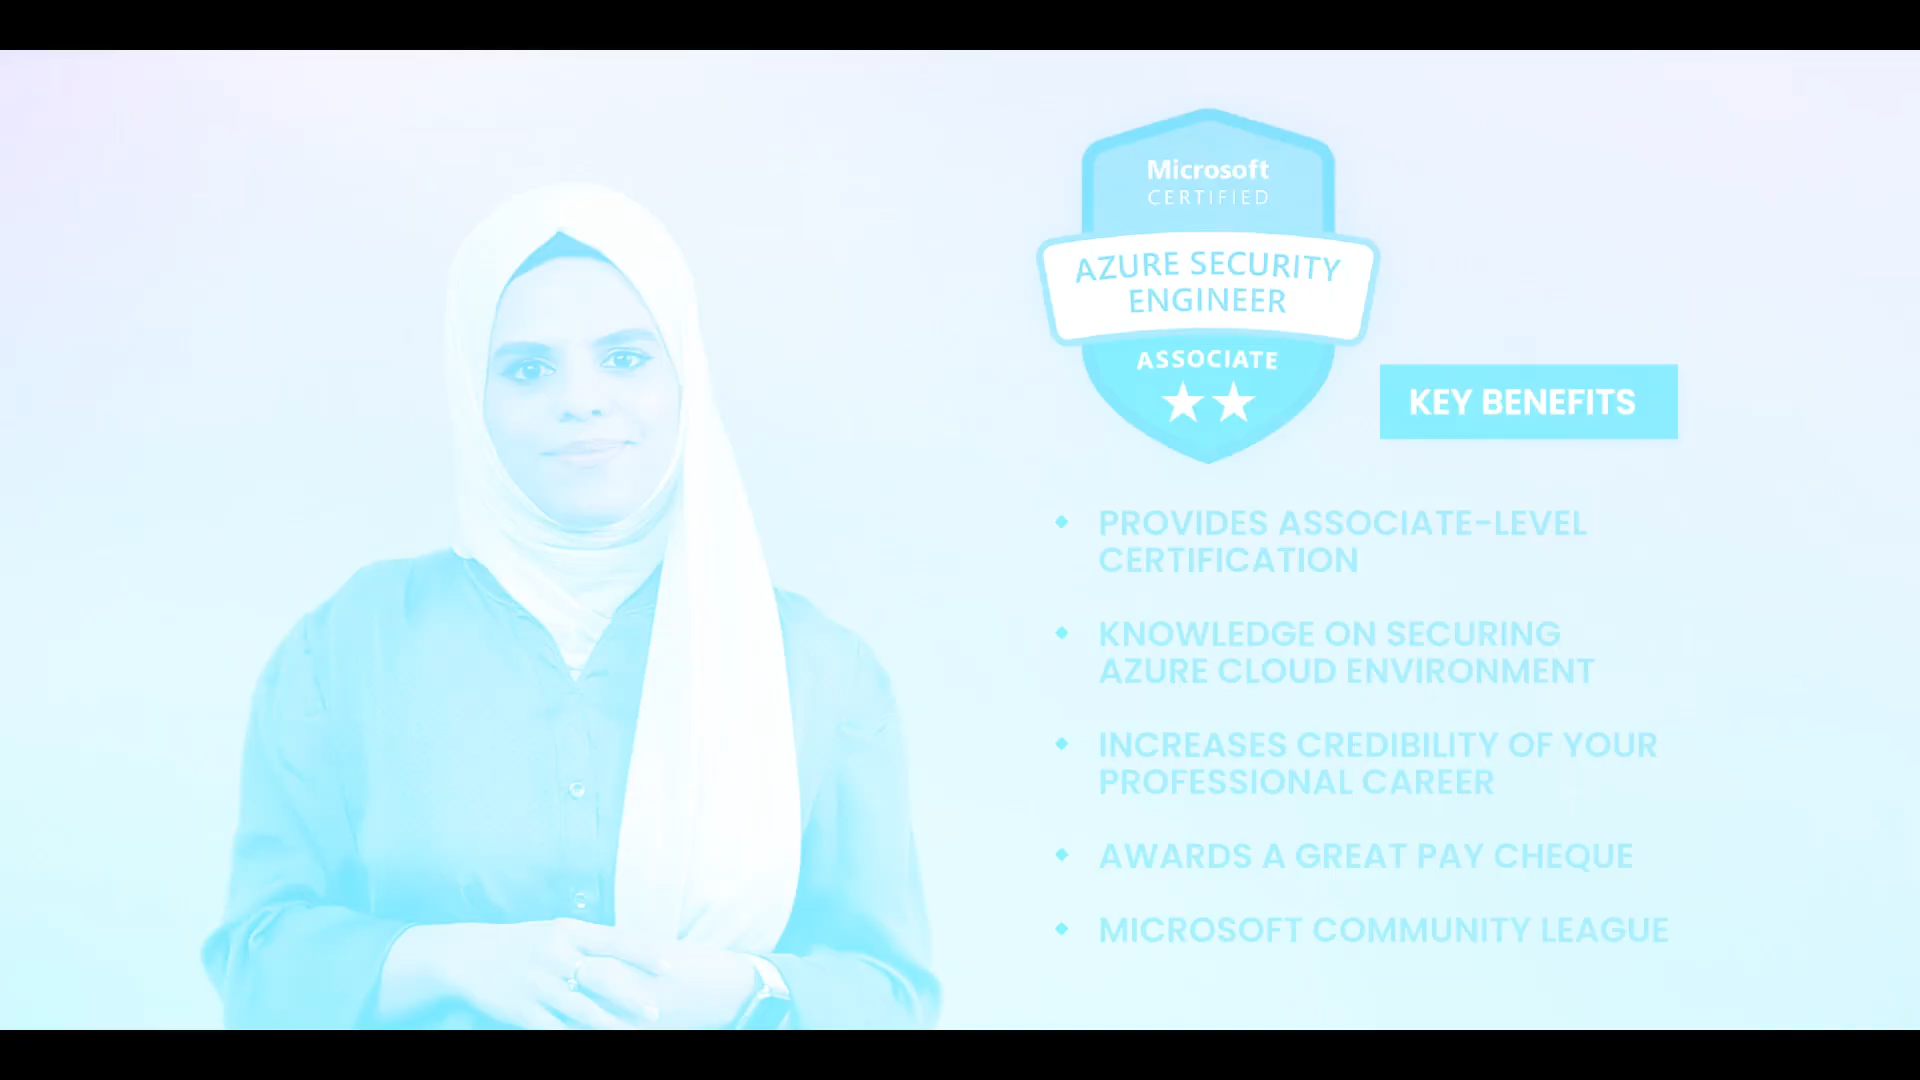 Microsoft
CERTIFIED
AZURE SECURITY
ENGINEER
ASSOCIATE
KEY BENEFITS
PROVIDES ASSOCIATE-LEVEL
CERTIFICATION
KNOWLEDGE ON SECURING
AZURE CLOUD ENVIRONMENT
INCREASES CREDIBILITY OF YOUR
PROFESSIONAL CAREER
AWARDS A GREAT PAY CHEQUE
MICROSOFT COMMUNITY LEAGUE